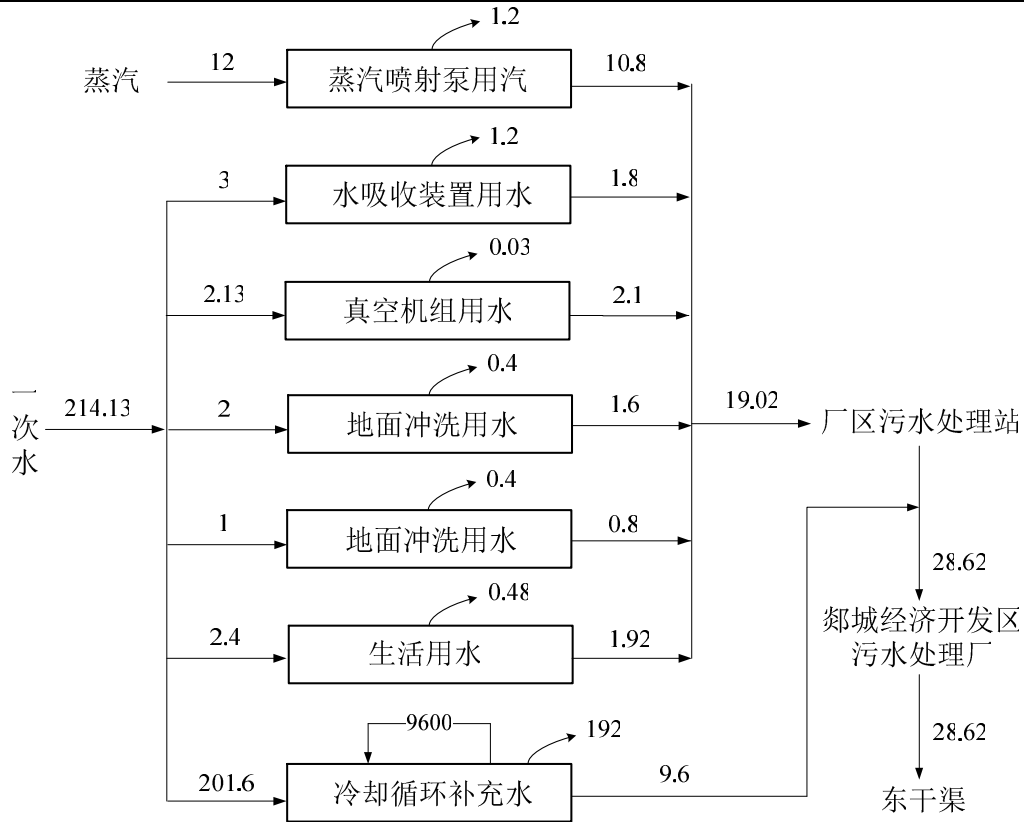 1.2
蒸汽
12
蒸汽喷射泵用汽
10.8
1.2
3
水吸收装置用水
1.8
0.03
2.13
真空机组用水
2.1
一次水
214.13
0.4
2
地面冲洗用水
1.6
19.02
厂区污水处理站
0.4
1
地面冲洗用水
0.8
28.62
郯城经济开发区
污水处理厂
0.48
2.4
生活用水
1.92
28.62
东干渠
9600
192
201.6
冷却循环补充水
9.6